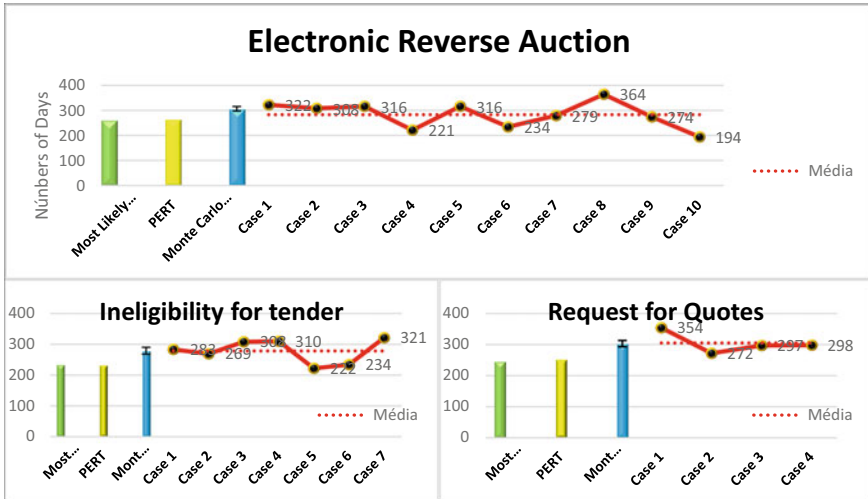 Electronic Reverse Auction
Núnbers of Days
400
300
200
100
0
322
308
316
221
316
234
279
364
274
194
Média
Most Likely...
PERT
Monte Carlo...
Case 1
Case 2
Case 3
Case 4
Case 5
Case 6
Case 7
Case 8
Case 9
Case 10
Ineligibility for tender
400
300
200
100
0
283
269
308
310
222
234
321
Média
Most...
PERT
Mont...
Case 1
Case 2
Case 3
Case 4
Case 5
Case 6
Case 7
Request for Quotes
400
300
200
100
0
354
272
297
298
Média
Most...
PERT
Mont...
Case 1
Case 2
Case 3
Case 4